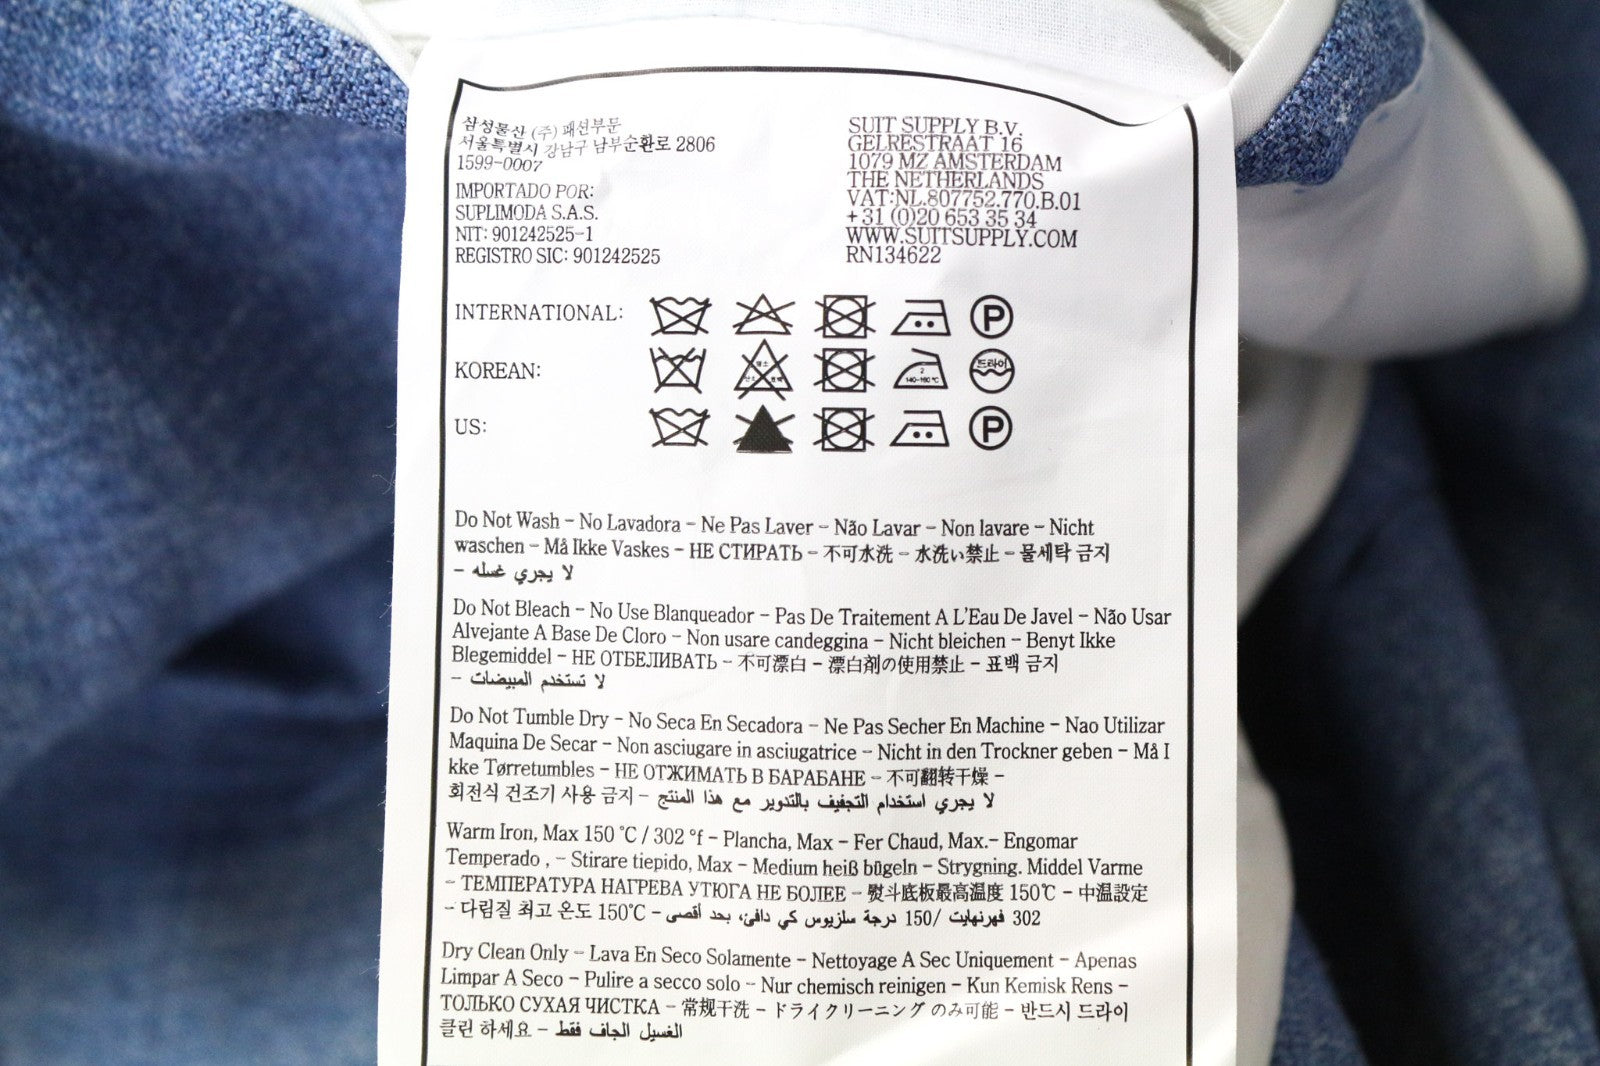 삼성물산 (주) 패션부문
서울특별시 강남구 남부순환로 2806
1599-0007
IMPORTADO POR:
SUPLIMODA S.A.S.
NIT: 901242525-1
REGISTRO SIC: 901242525
SUIT SUPPLY B.V.
GELRESTRAAT 16
1079 MZ AMSTERDAM
THE NETHERLANDS
VAT:NL.807752.770.B.01
+31 (0)20 653 35 34
WWW.SUITSUPPLY.COM
RN134622
INTERNATIONAL:
P
KOREAN:
2
140-160 ℃
드라이
US:
P
Do Not Wash - No Lavadora - Ne Pas Laver - Não Lavar - Non lavare - Nicht
waschen - Må Ikke Vaskes - НЕ СТИРАТЬ - 不可水洗 - 水洗い禁止 - 물세탁 금지
- لا يجري غسله
Do Not Bleach - No Use Blanqueador - Pas De Traitement A L'Eau De Javel - Não Usar
Alvejante A Base De Cloro - Non usare candeggina - Nicht bleichen - Benyt Ikke
Blegemiddel - НЕ ОТБЕЛИВАТЬ - 不可漂白 - 漂白剤の使用禁止 - 표백 금지
- لا تستخدم المبيضات
Do Not Tumble Dry - No Seca En Secadora - Ne Pas Secher En Machine - Nao Utilizar
Maquina De Secar - Non asciugare in asciugatrice - Nicht in den Trockner geben - Må I
kke Tørretumbles - НЕ ОТЖИМАТЬ В БАРАБАНЕ - 不可翻转干燥 -
회전식 건조기 사용 금지 - لا يجري استخدام التجفيف بالتدوير مع هذا المنتج
Warm Iron, Max 150 ℃ / 302 °f - Plancha, Max - Fer Chaud, Max.- Engomar
Temperado , - Stirare tiepido, Max - Medium heiß bügeln - Strygning. Middel Varme
- ТЕМПЕРАТУРА НАГРЕВА УТЮГА НЕ БОЛЕЕ - 熨斗底板最高温度 150℃ - 中温設定
- 다림질 최고 온도 150℃ - 302 فهرنهايت /150 درجة سلزيوس كي دافئ، بحد أقصى
Dry Clean Only - Lava En Seco Solamente - Nettoyage A Sec Uniquement - Apenas
Limpar A Seco - Pulire a secco solo - Nur chemisch reinigen - Kun Kemisk Rens -
ТОЛЬКО СУХАЯ ЧИСТКА - 常规干洗 - ドライクリーニング のみ可能 - 반드시 드라이
클린 하세요 - الغسيل الجاف فقط